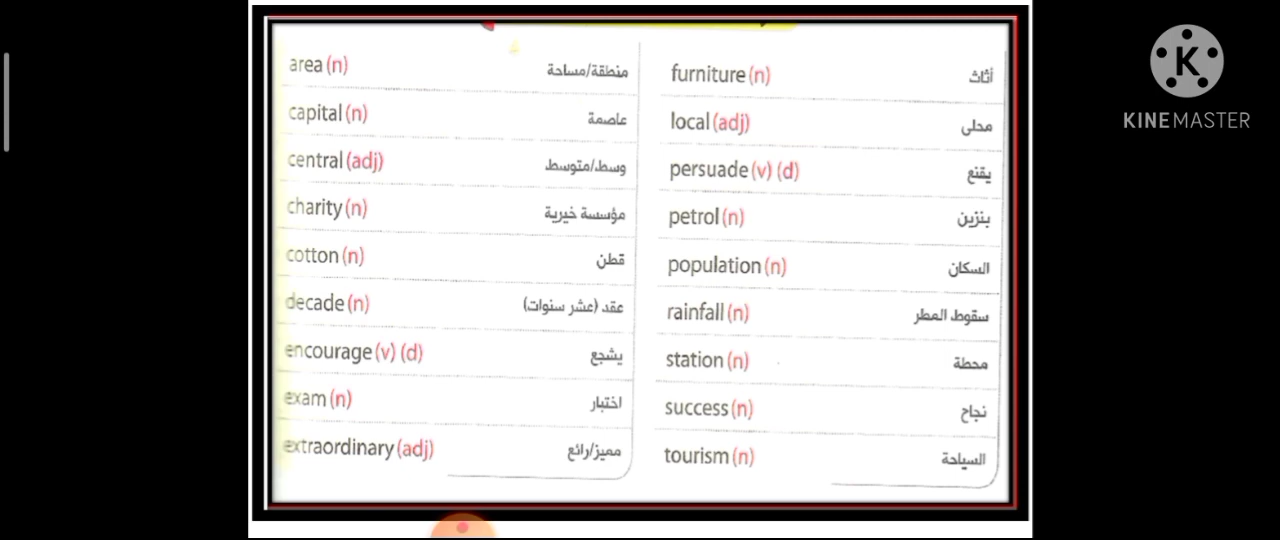 area (n) منطقة/مساحة
capital (n) عاصمة
central (adj) وسط/متوسط
charity (n) مؤسسة خيرية
cotton (n) قطن
decade (n) عقد (عشر سنوات)
encourage (v) (d) يشجع
exam (n) اختبار
extraordinary (adj) مميز/رائع
furniture (n) أثاث
local (adj) محلى
persuade (v) (d) يقنع
petrol (n) بنزين
population (n) السكان
rainfall (n) سقوط المطر
station (n) محطة
success (n) نجاح
tourism (n) السياحة
K
KINEMASTER